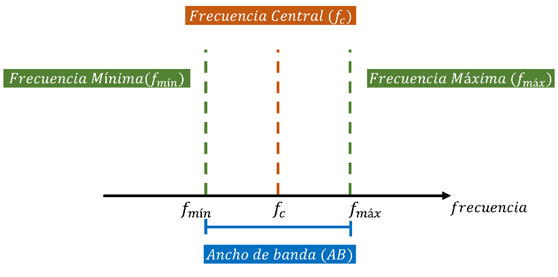 Frecuencia Central (f_c)
Frecuencia Mínima(f_mín)
Frecuencia Máxima (f_máx)
f_mín
f_c
f_máx
frecuencia
Ancho de banda (AB)